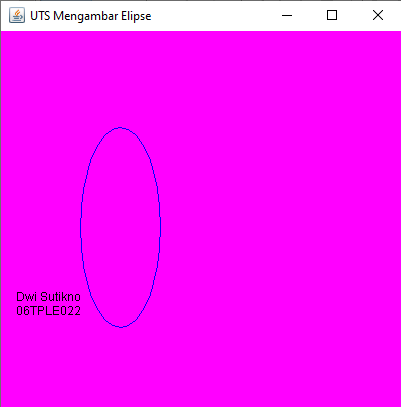 UTS Mengambar Elipse
Dwi Sutikno
06TPLE022